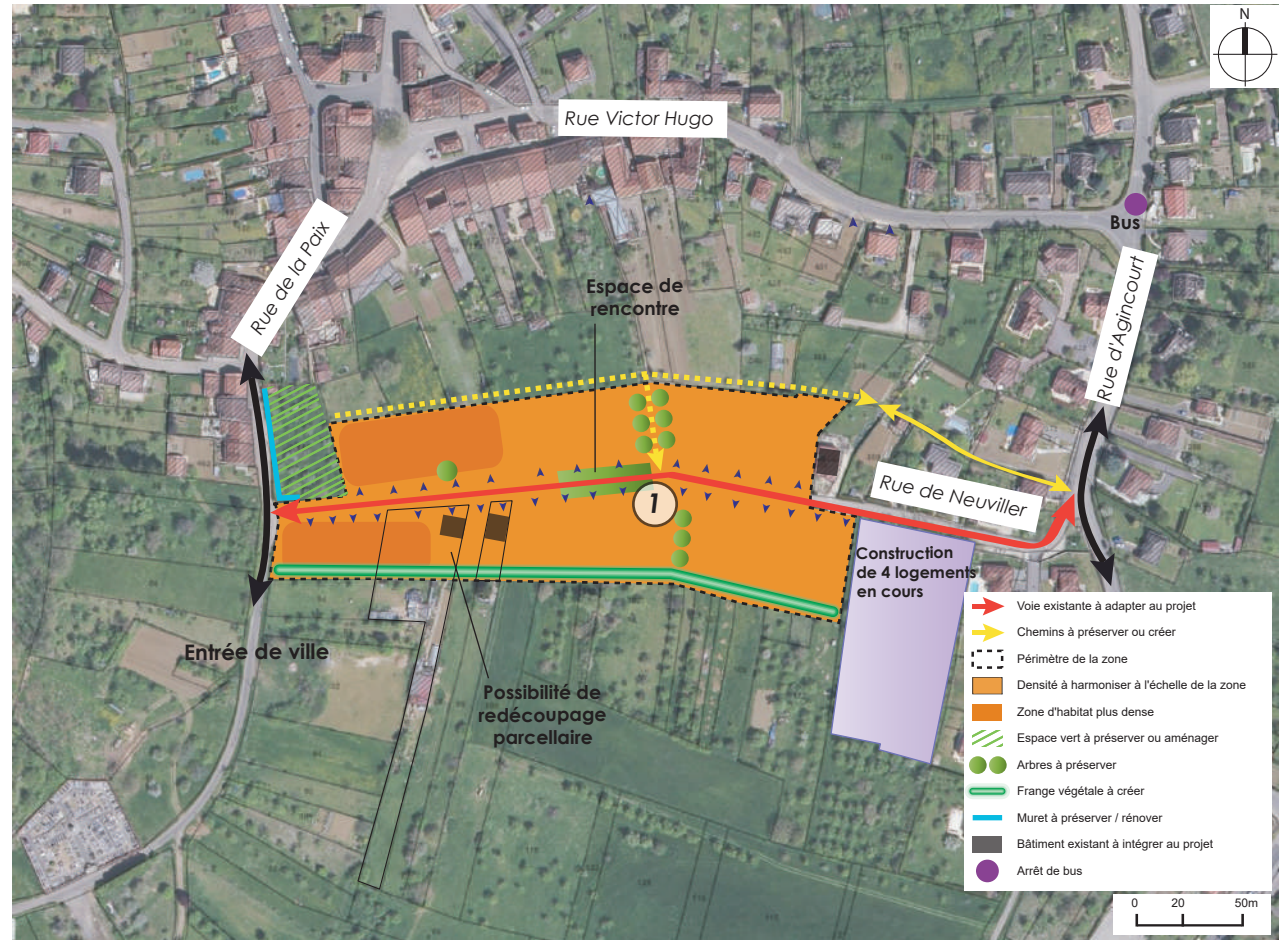 N
Rue Victor Hugo
Bus
Rue de la Paix
Rue d'Agincourt
Espace de
rencontre
Rue de Neuviller
1
Construction
de 4 logements
en cours
Entrée de ville
Possibilité de
redécoupage
parcellaire
Voie existante à adapter au projet
Chemins à préserver ou créer
Périmètre de la zone
Densité à harmoniser à l'échelle de la zone
Zone d'habitat plus dense
Espace vert à préserver ou aménager
Arbres à préserver
Frange végétale à créer
Muret à préserver / rénover
Bâtiment existant à intégrer au projet
Arrêt de bus
0 20 50m